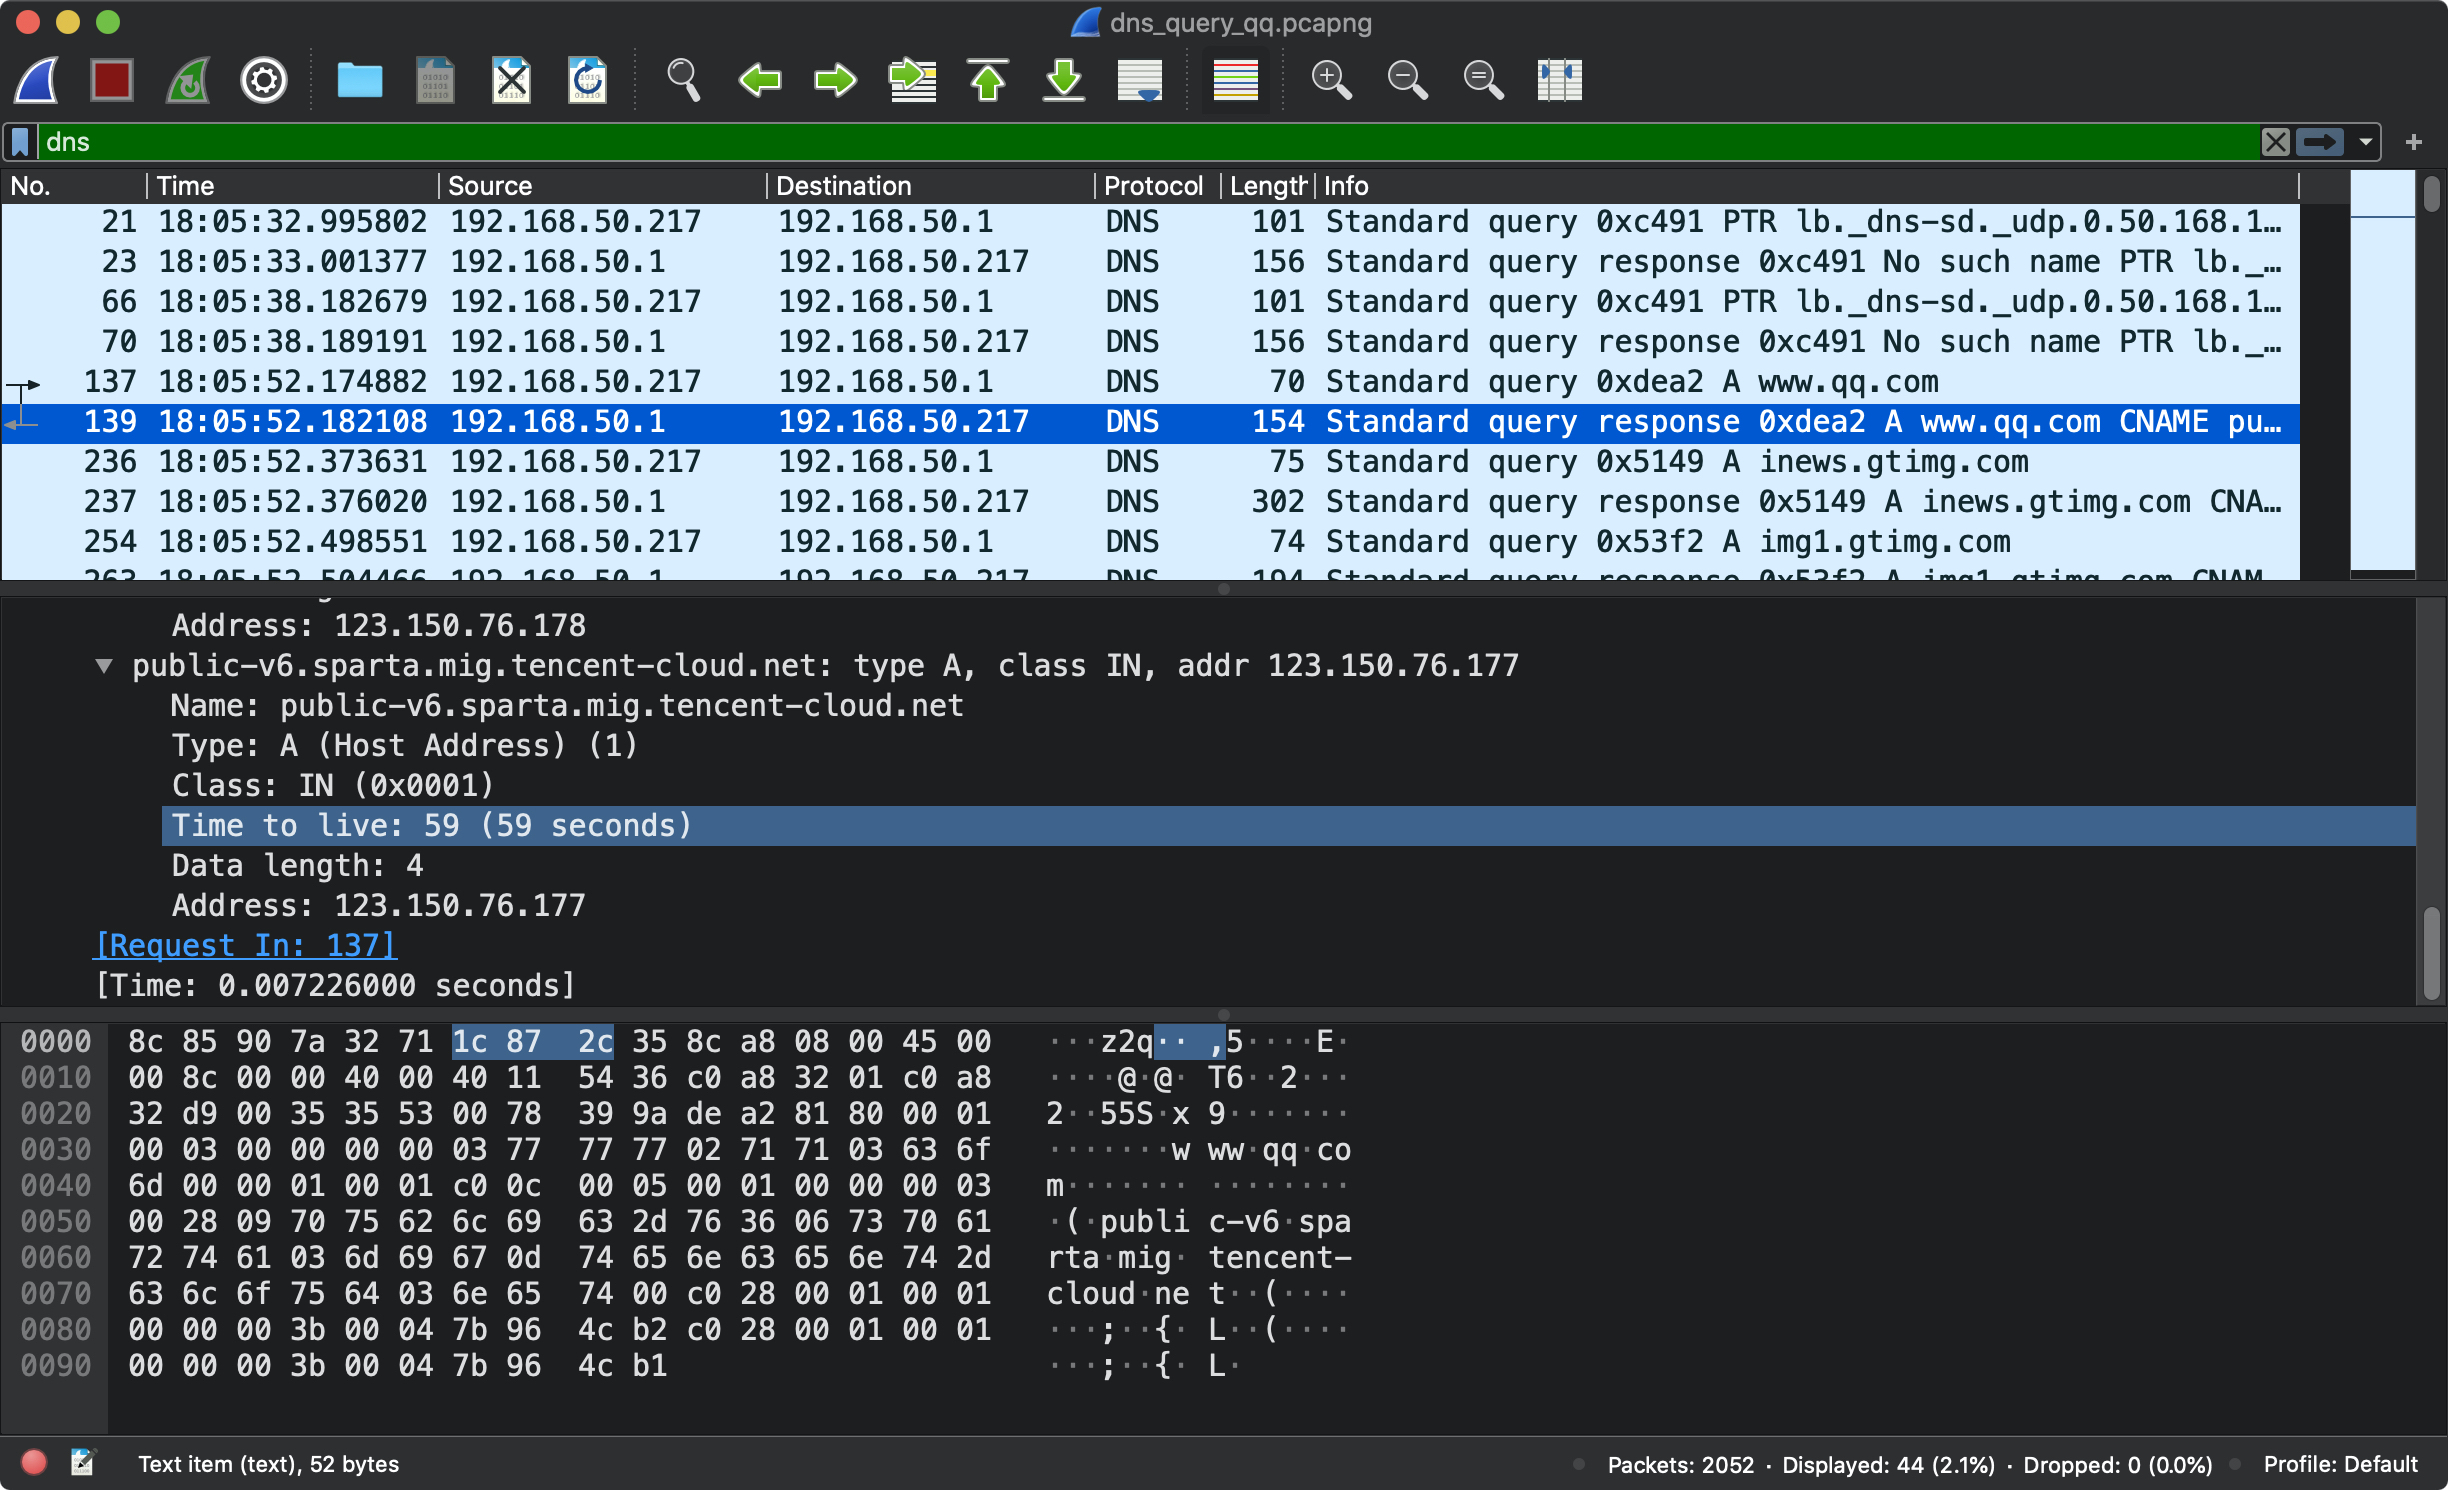 dns_query_qq.pcapng
dns
No. Time Source Destination Protocol Length Info
21 18:05:32.995802 192.168.50.217 192.168.50.1 DNS 101 Standard query 0xc491 PTR lb._dns-sd._udp.0.50.168.1…
23 18:05:33.001377 192.168.50.1 192.168.50.217 DNS 156 Standard query response 0xc491 No such name PTR lb._…
66 18:05:38.182679 192.168.50.217 192.168.50.1 DNS 101 Standard query 0xc491 PTR lb._dns-sd._udp.0.50.168.1…
70 18:05:38.189191 192.168.50.1 192.168.50.217 DNS 156 Standard query response 0xc491 No such name PTR lb._…
137 18:05:52.174882 192.168.50.217 192.168.50.1 DNS 70 Standard query 0xdea2 A www.qq.com
139 18:05:52.182108 192.168.50.1 192.168.50.217 DNS 154 Standard query response 0xdea2 A www.qq.com CNAME pu…
236 18:05:52.373631 192.168.50.217 192.168.50.1 DNS 75 Standard query 0x5149 A inews.gtimg.com
237 18:05:52.376020 192.168.50.1 192.168.50.217 DNS 302 Standard query response 0x5149 A inews.gtimg.com CNA…
254 18:05:52.498551 192.168.50.217 192.168.50.1 DNS 74 Standard query 0x53f2 A img1.gtimg.com
263 18:05:52.504466 192.168.50.1 192.168.50.217 DNS 194 Standard query response 0x53f2 A img1.gtimg.com CNAM…
Address: 123.150.76.178
public-v6.sparta.mig.tencent-cloud.net: type A, class IN, addr 123.150.76.177
Name: public-v6.sparta.mig.tencent-cloud.net
Type: A (Host Address) (1)
Class: IN (0x0001)
Time to live: 59 (59 seconds)
Data length: 4
Address: 123.150.76.177
[Request In: 137]
[Time: 0.007226000 seconds]
0000 8c 85 90 7a 32 71 1c 87 2c 35 8c a8 08 00 45 00 ···z2q·· ,5····E·
0010 00 8c 00 00 40 00 40 11 54 36 c0 a8 32 01 c0 a8 ····@·@· T6··2···
0020 32 d9 00 35 35 53 00 78 39 9a de a2 81 80 00 01 2··55S·x 9·······
0030 00 03 00 00 00 00 03 77 77 77 02 71 71 03 63 6f ·······w ww·qq·co
0040 6d 00 00 01 00 01 c0 0c 00 05 00 01 00 00 00 03 m······· ········
0050 00 28 09 70 75 62 6c 69 63 2d 76 36 06 73 70 61 ·(·publi c-v6·spa
0060 72 74 61 03 6d 69 67 0d 74 65 6e 63 65 6e 74 2d rta·mig· tencent-
0070 63 6c 6f 75 64 03 6e 65 74 00 c0 28 00 01 00 01 cloud·ne t··(····
0080 00 00 00 3b 00 04 7b 96 4c b2 c0 28 00 01 00 01 ···;··{· L··(····
0090 00 00 00 3b 00 04 7b 96 4c b1 ···;··{· L·
Text item (text), 52 bytes Packets: 2052 · Displayed: 44 (2.1%) · Dropped: 0 (0.0%) Profile: Default